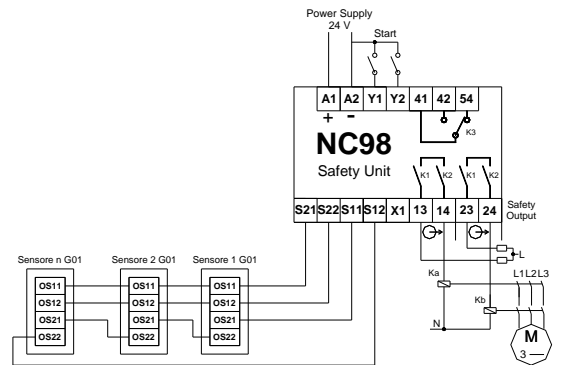 Power Supply
24 V
Start
A1 A2 Y1 Y2 41 42 54
+ -
K3
NC98
Safety Unit
K1 K2 K1 K2
S21 S22 S11 S12 X1 13 14 23 24
Safety
Output
L
Sensore n G01 Sensore 2 G01 Sensore 1 G01
OS11 OS11 OS11
OS12 OS12 OS12
OS21 OS21 OS21
OS22 OS22 OS22
Ka
L1 L2 L3
Kb
N
M
3